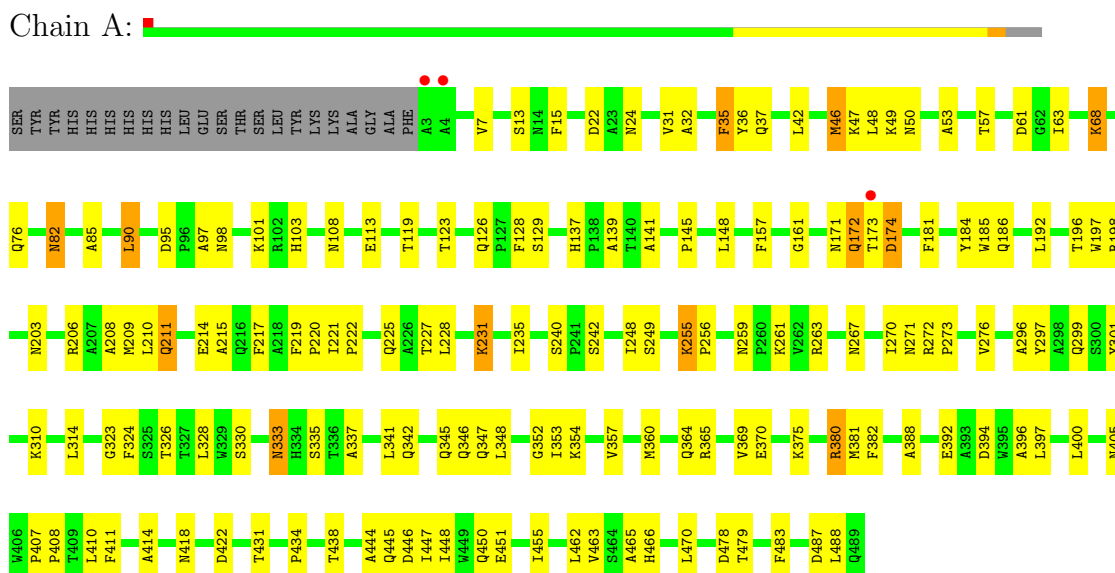 Chain A:
SER TYR TYR HIS HIS HIS HIS HIS HIS LEU GLU SER THR SER LEU TYR LYS LYS ALA GLY ALA PHE A3 A4 V7 S13 N14 F15 D22 A23 N24 V31 A32 F35 Y36 Q37 L42 M46 K47 L48 K49 N50 A53 T57 D61 G62 I63 K68
Q76 N82 A85 L90 D95 P96 A97 N98 K101 R102 H103 N108 E113 T119 T123 Q126 P127 F128 S129 H137 P138 A139 T140 A141 P145 L148 F157 G161 N171 Q172 T173 D174 F181 Y184 W185 Q186 L192 T196 W197
N203 R206 A207 A208 M209 L210 Q211 E214 A215 Q216 F217 A218 F219 P220 I221 P222 Q225 A226 T227 L228 K231 I235 S240 P241 S242 I248 S249 K255 P256 N259 P260 K261 V262 R263 N267 I270 N271 R272 P273 V276 A296 Y297 A298 Q299 S300
K310 L314 G323 F324 S325 T326 T327 L328 W329 S330 N333 H334 S335 T336 A337 L341 Q342 Q345 Q346 Q347 L348 G352 I353 K354 V357 M360 Q364 R365 V369 E370 K375 R380 M381 F382 A388 E392 A393 D394 W395 A396 L397 L400 N405
W406 P407 P408 T409 L410 F411 A414 N418 D422 T431 P434 T438 A444 Q445 D446 I447 I448 W449 Q450 E451 I455 L462 V463 S464 A465 H466 L470 D478 T479 F483 D487 L488 Q489